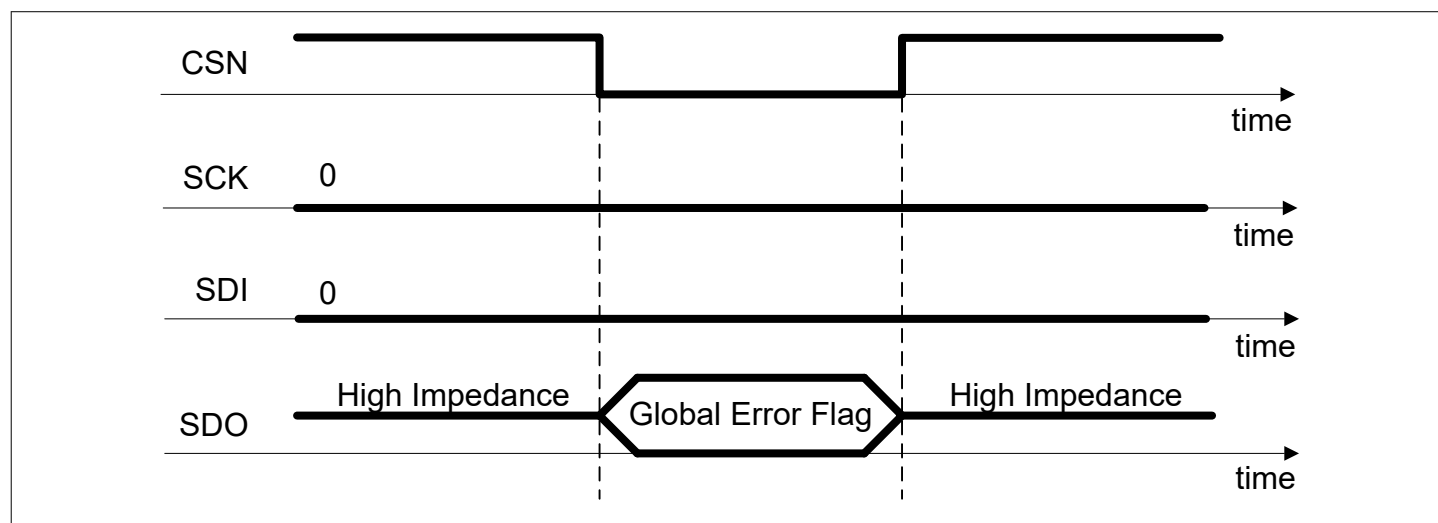 CSN
time
SCK
0
time
SDI
0
time
High Impedance
Global Error Flag
High Impedance
SDO
time